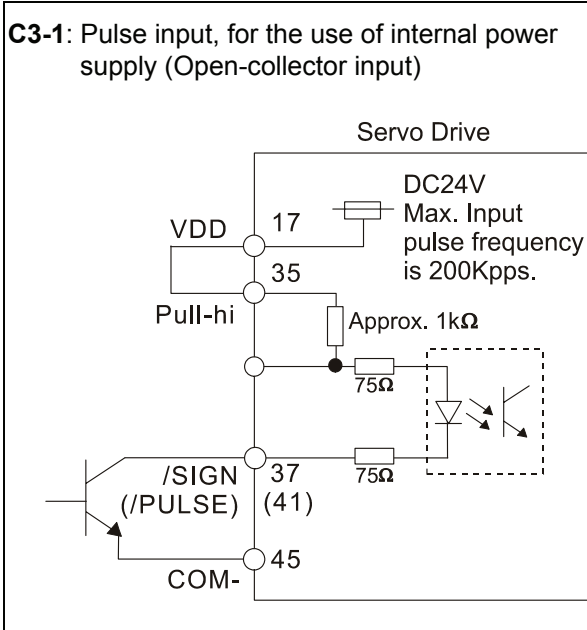 C3-1: Pulse input, for the use of internal power
supply (Open-collector input)
Servo Drive
DC24V
Max. Input
pulse frequency
is 200Kpps.
VDD
17
35
Pull-hi
Approx. 1kΩ
75Ω
75Ω
/SIGN
37
(/PULSE)
(41)
45
COM-